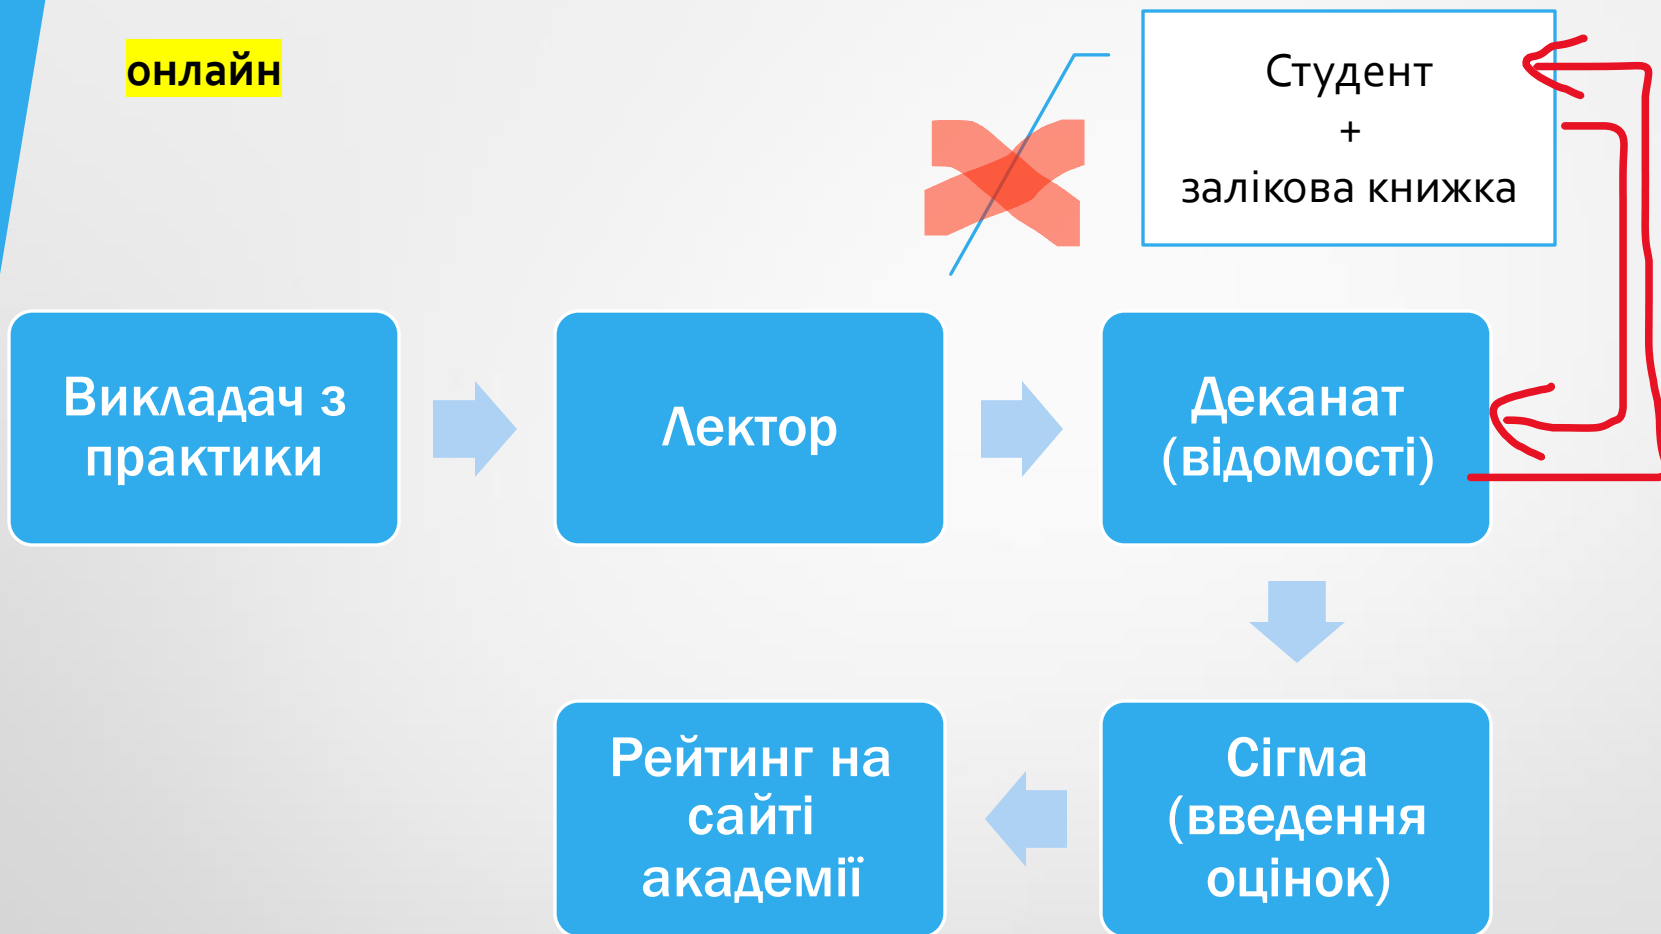 онлайн
Студент
+
залікова книжка
Викладач з
практики
Лектор
Деканат
(відомості)
Рейтинг на
сайті
академії
Сігма
(введення
оцінок)